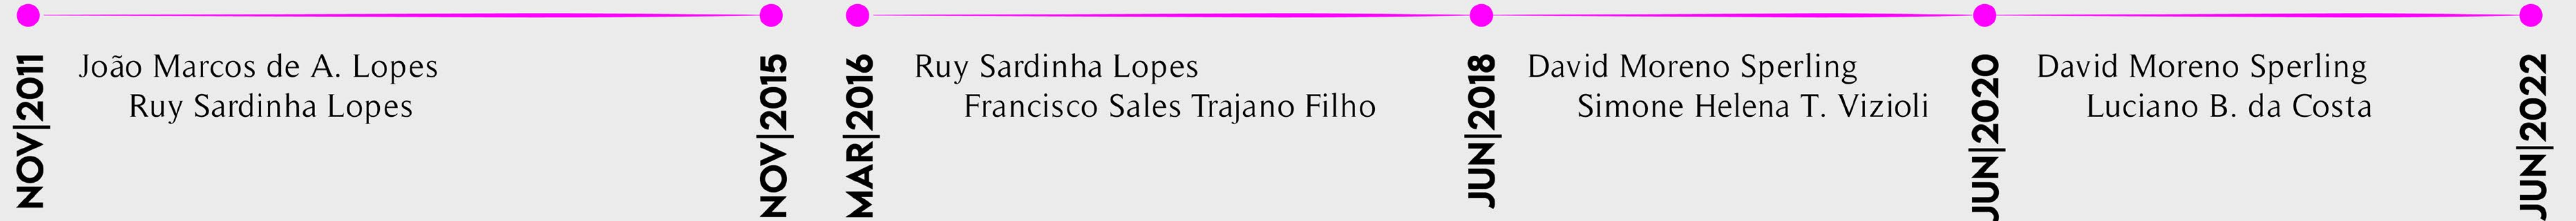 NOV|2011
João Marcos de A. Lopes
Ruy Sardinha Lopes
NOV|2015
MAR|2016
Ruy Sardinha Lopes
Francisco Sales Trajano Filho
JUN|2018
David Moreno Sperling
Simone Helena T. Vizioli
JUN|2020
David Moreno Sperling
Luciano B. da Costa
JUN|2022